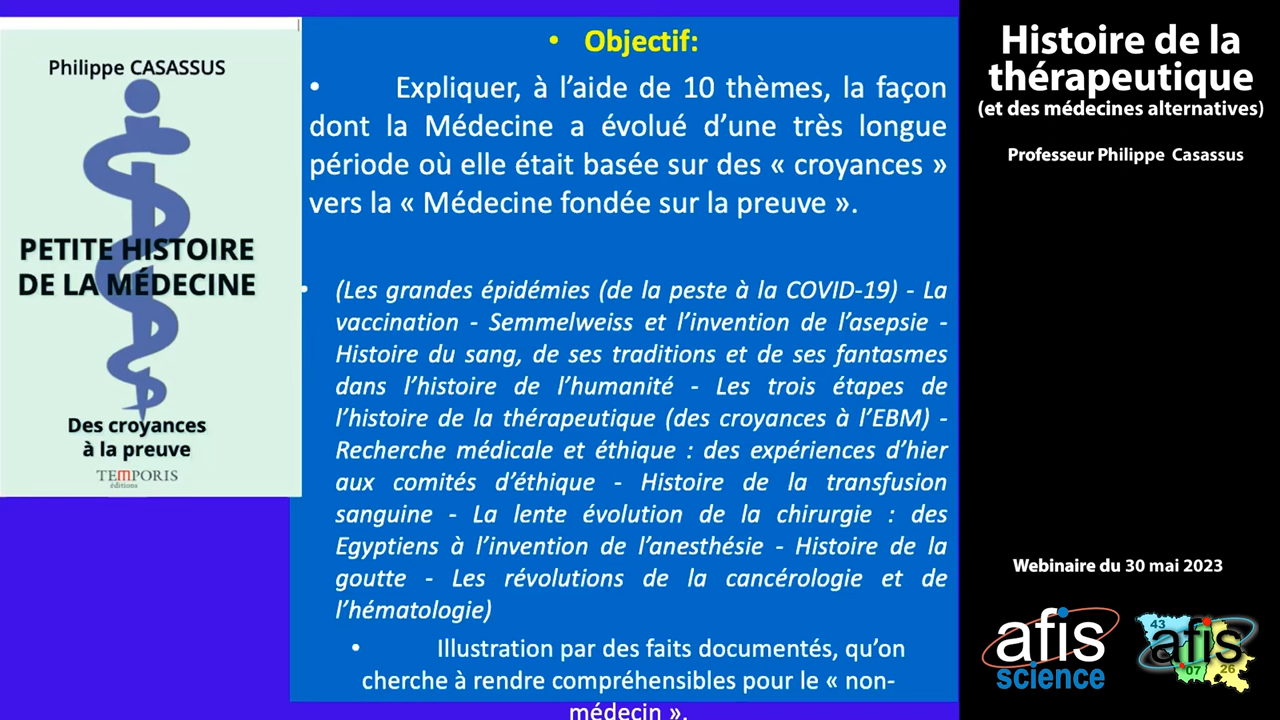 Philippe CASASSUS
PETITE HISTOIRE
DE LA MÉDECINE
Des croyances
à la preuve
TEMPORIS
éditions
• Objectif:
• Expliquer, à l’aide de 10 thèmes, la façon
dont la Médecine a évolué d’une très longue
période où elle était basée sur des « croyances »
vers la « Médecine fondée sur la preuve ».
• (Les grandes épidémies (de la peste à la COVID-19) - La
vaccination - Semmelweiss et l’invention de l’asepsie -
Histoire du sang, de ses traditions et de ses fantasmes
dans l’histoire de l’humanité - Les trois étapes de
l’histoire de la thérapeutique (des croyances à l’EBM) -
Recherche médicale et éthique : des expériences d’hier
aux comités d’éthique - Histoire de la transfusion
sanguine - La lente évolution de la chirurgie : des
Egyptiens à l’invention de l’anesthésie - Histoire de la
goutte - Les révolutions de la cancérologie et de
l’hématologie)
• Illustration par des faits documentés, qu’on
cherche à rendre compréhensibles pour le « non-
médecin ».
Histoire de la
thérapeutique
(et des médecines alternatives)
Professeur Philippe Casassus
Webinaire du 30 mai 2023
afis
science
43
afis
07
26